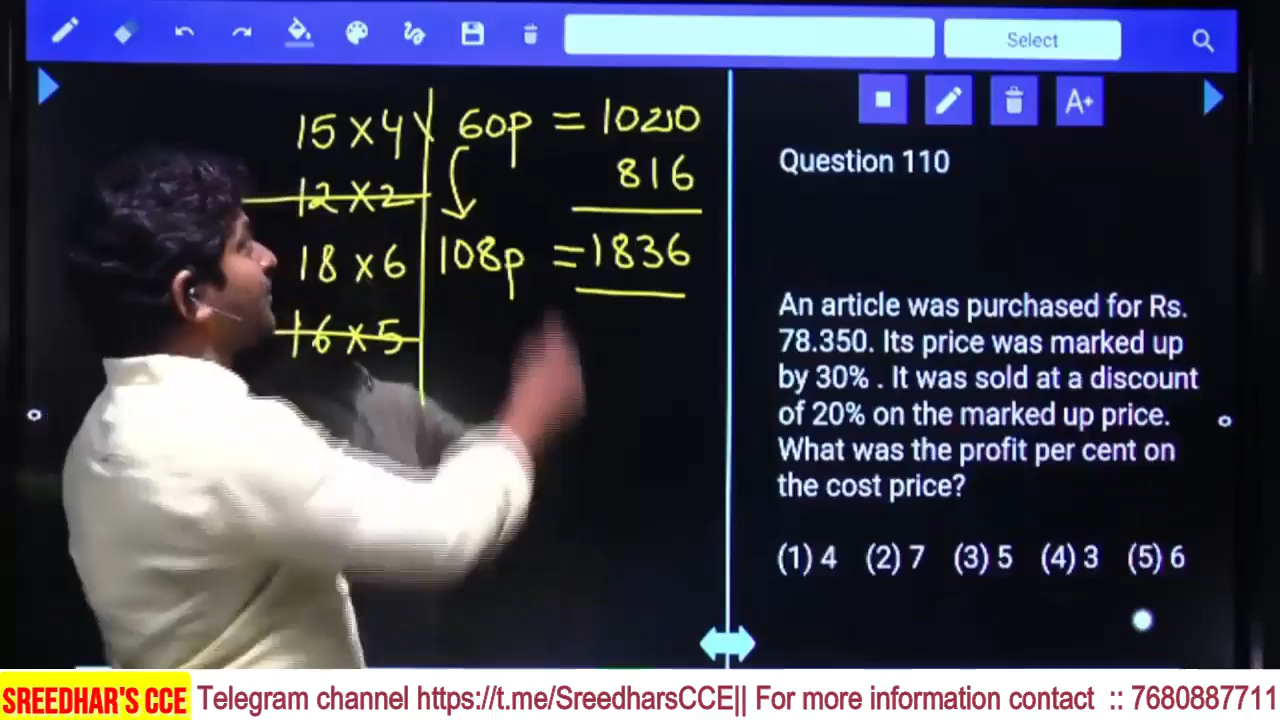 Select
A+
15 x 4
60p = 1020
12 x 2
816
18 x 6
108p = 1836
16 x 5
Question 110
An article was purchased for Rs.
78.350. Its price was marked up
by 30% . It was sold at a discount
of 20% on the marked up price.
What was the profit per cent on
the cost price?
(1) 4 (2) 7 (3) 5 (4) 3 (5) 6
SREEDHAR'S CCE Telegram channel https://t.me/SreedharsCCE|| For more information contact :: 7680887711